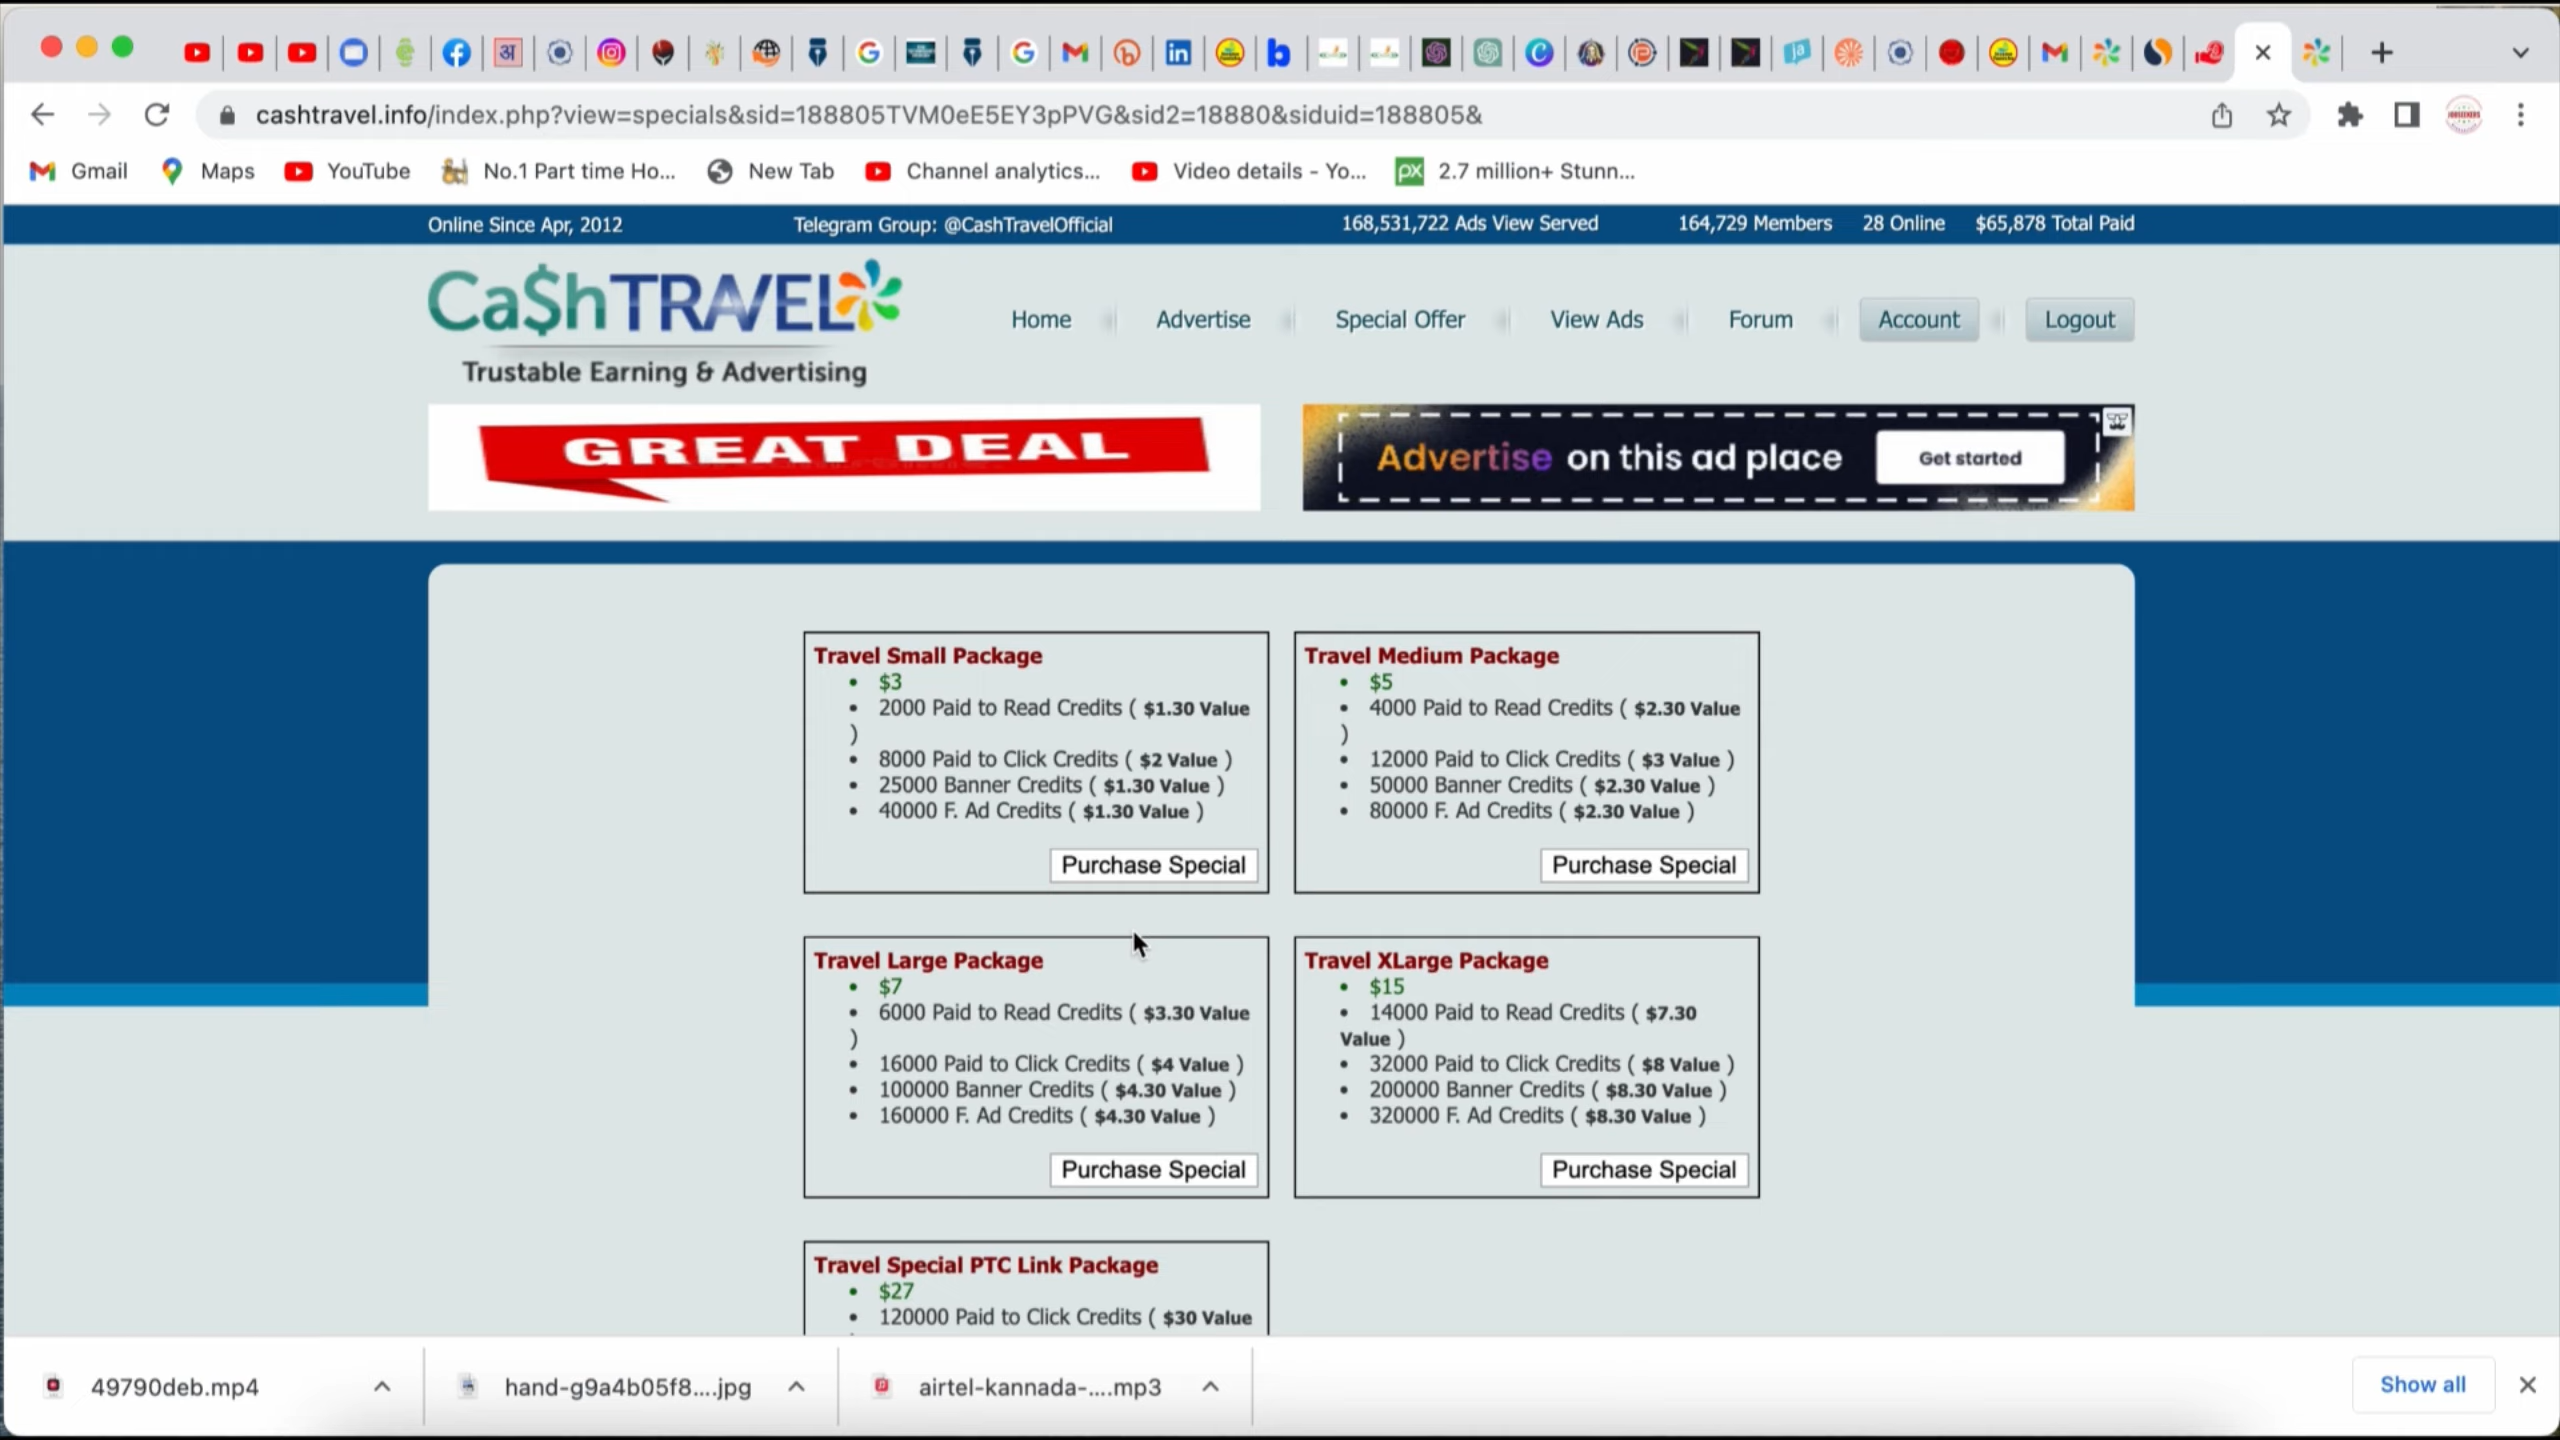 cashtravel.info/index.php?view=specials&sid=188805TVM0eE5EY3pPVG&sid2=18880&siduid=188805&
Gmail Maps YouTube No.1 Part time Ho... New Tab Channel analytics... Video details - Yo... 2.7 million+ Stunn...
Online Since Apr, 2012 Telegram Group: @CashTravelOfficial 168,531,722 Ads View Served 164,729 Members 28 Online $65,878 Total Paid
Ca$hTRAVEL
Trustable Earning & Advertising
Home Advertise Special Offer View Ads Forum Account Logout
GREAT DEAL
Advertise on this ad place Get started
Travel Small Package
• $3
• 2000 Paid to Read Credits ( $1.30 Value
)
• 8000 Paid to Click Credits ( $2 Value )
• 25000 Banner Credits ( $1.30 Value )
• 40000 F. Ad Credits ( $1.30 Value )
Purchase Special
Travel Medium Package
• $5
• 4000 Paid to Read Credits ( $2.30 Value
)
• 12000 Paid to Click Credits ( $3 Value )
• 50000 Banner Credits ( $2.30 Value )
• 80000 F. Ad Credits ( $2.30 Value )
Purchase Special
Travel Large Package
• $7
• 6000 Paid to Read Credits ( $3.30 Value
)
• 16000 Paid to Click Credits ( $4 Value )
• 100000 Banner Credits ( $4.30 Value )
• 160000 F. Ad Credits ( $4.30 Value )
Purchase Special
Travel XLarge Package
• $15
• 14000 Paid to Read Credits ( $7.30
Value )
• 32000 Paid to Click Credits ( $8 Value )
• 200000 Banner Credits ( $8.30 Value )
• 320000 F. Ad Credits ( $8.30 Value )
Purchase Special
Travel Special PTC Link Package
• $27
• 120000 Paid to Click Credits ( $30 Value
49790deb.mp4 hand-g9a4b05f8....jpg airtel-kannada-....mp3 Show all